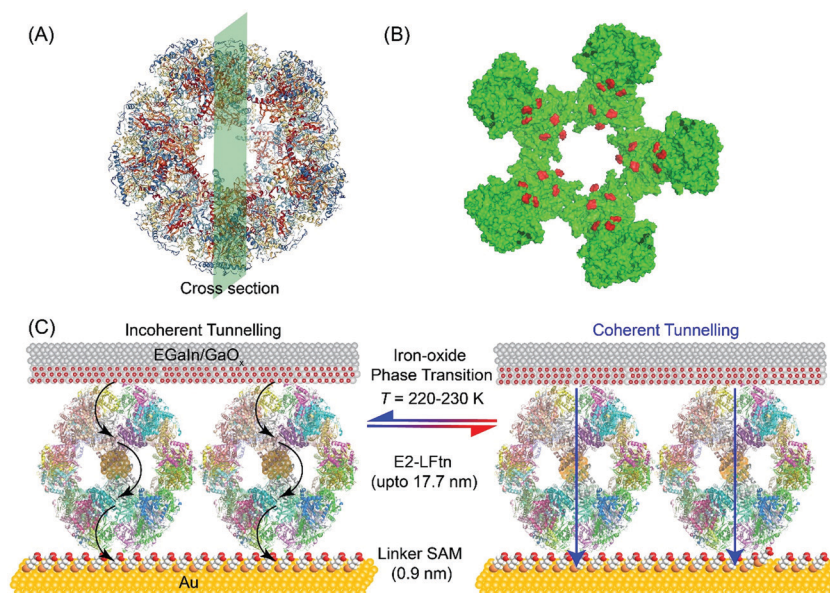 (A)
(B)
Cross section
(C)
Incoherent Tunnelling
EGaIn/GaOₓ
Iron-oxide
Phase Transition
T = 220-230 K
E2-LFtn
(upto 17.7 nm)
Linker SAM
(0.9 nm)
Au
Coherent Tunnelling